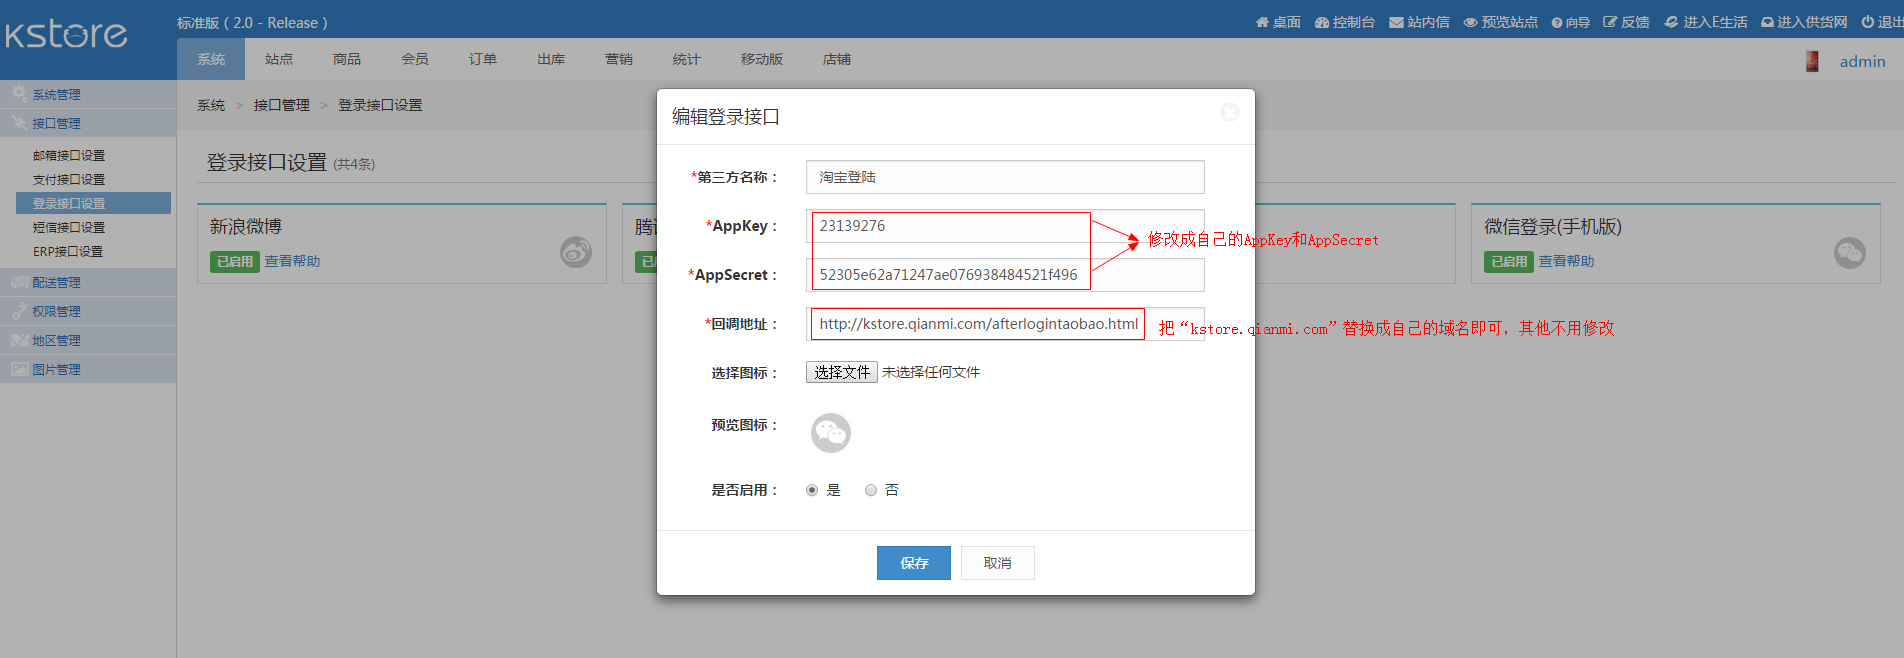 kstore
标准版 ( 2.0 - Release )
桌面 控制台 站内信 预览站点 向导 反馈 进入E生活 进入供货网 退出
系统 站点 商品 会员 订单 出库 营销 统计 移动版 店铺
admin
系统管理
接口管理
邮箱接口设置
支付接口设置
登录接口设置
短信接口设置
ERP接口设置
配送管理
权限管理
地区管理
图片管理
系统 > 接口管理 > 登录接口设置
登录接口设置 (共4条)
新浪微博
已启用 查看帮助
微信登录(手机版)
已启用 查看帮助
编辑登录接口
*第三方名称： 淘宝登陆
*AppKey： 23139276
*AppSecret： 52305e62a71247ae076938484521f496
修改成自己的AppKey和AppSecret
*回调地址： http://kstore.qianmi.com/afterlogintaobao.html
把“kstore.qianmi.com”替换成自己的域名即可，其他不用修改
选择图标： 选择文件 未选择任何文件
预览图标：
是否启用： 是 否
保存 取消